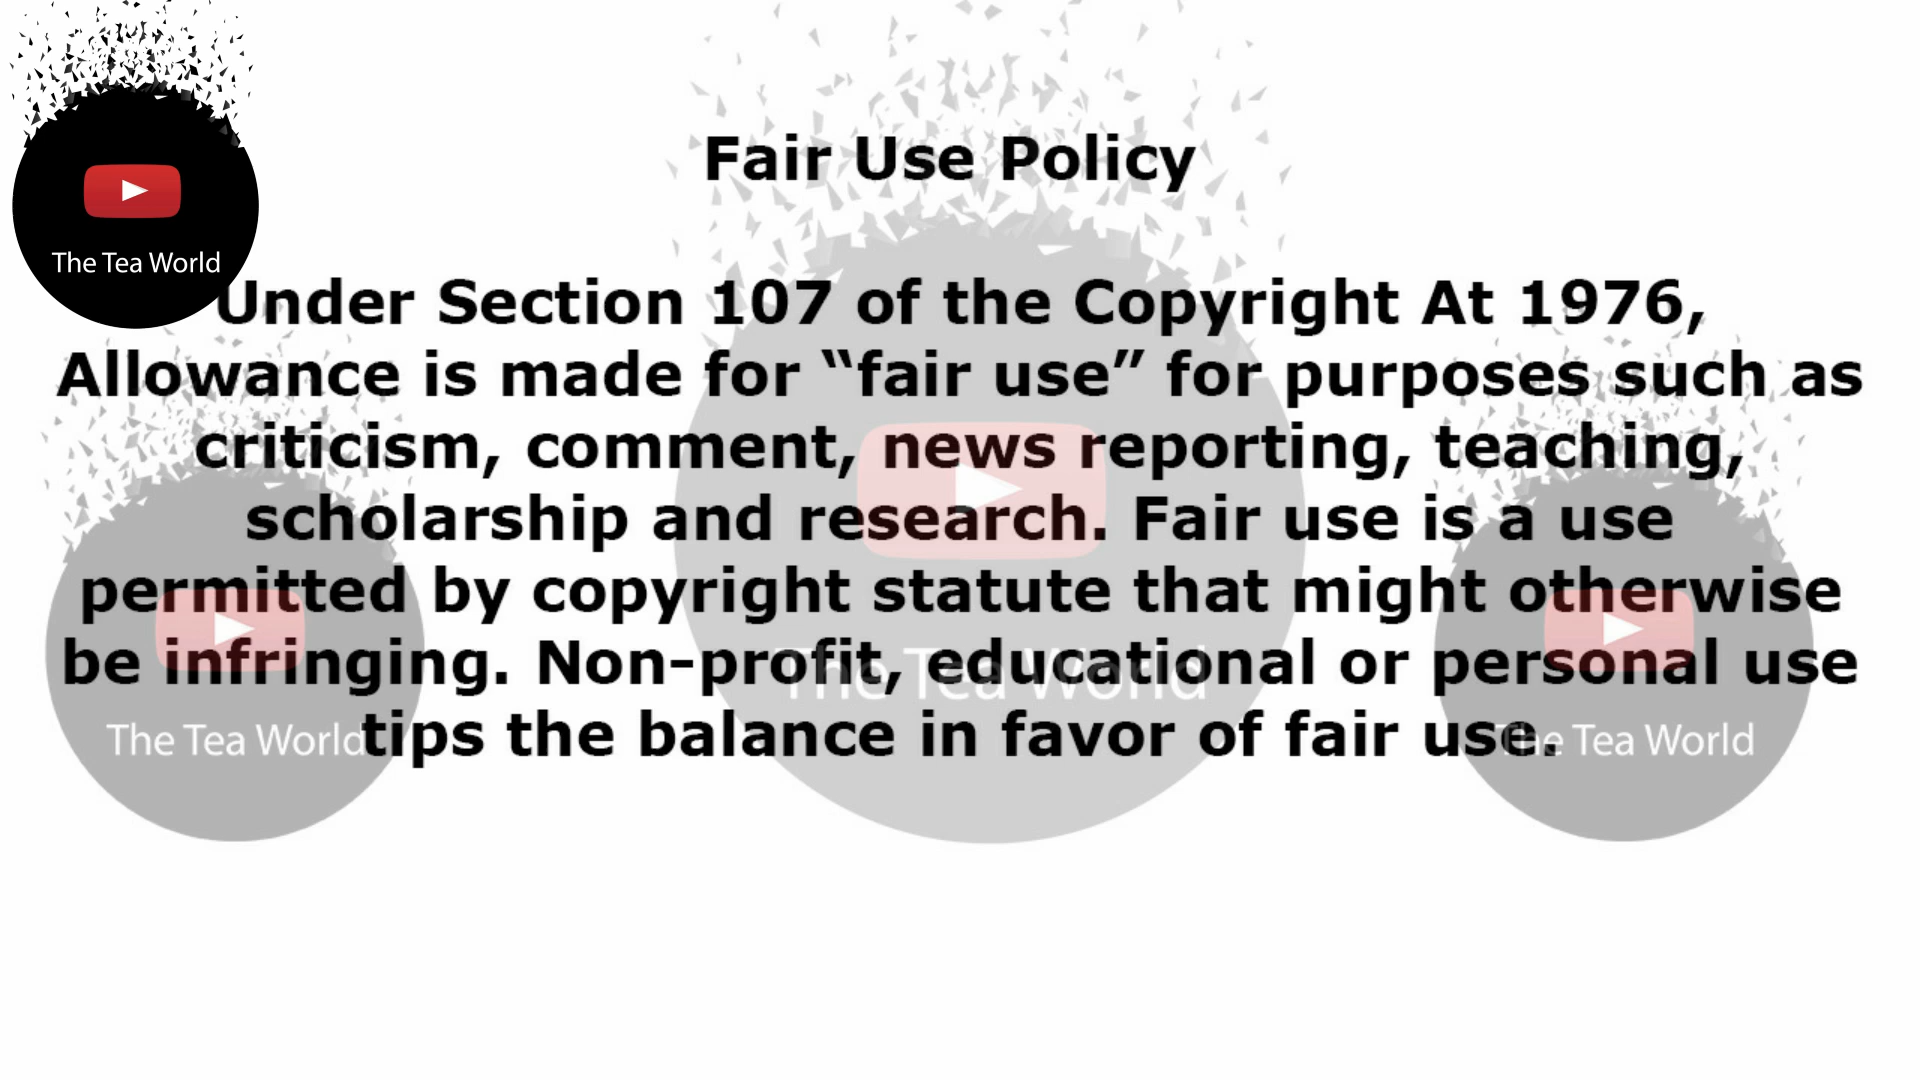 The Tea World
Fair Use Policy
Under Section 107 of the Copyright At 1976,
Allowance is made for “fair use” for purposes such as
criticism, comment, news reporting, teaching,
scholarship and research. Fair use is a use
permitted by copyright statute that might otherwise
be infringing. Non-profit, educational or personal use
tips the balance in favor of fair use.
The Tea World
The Tea World
The Tea World